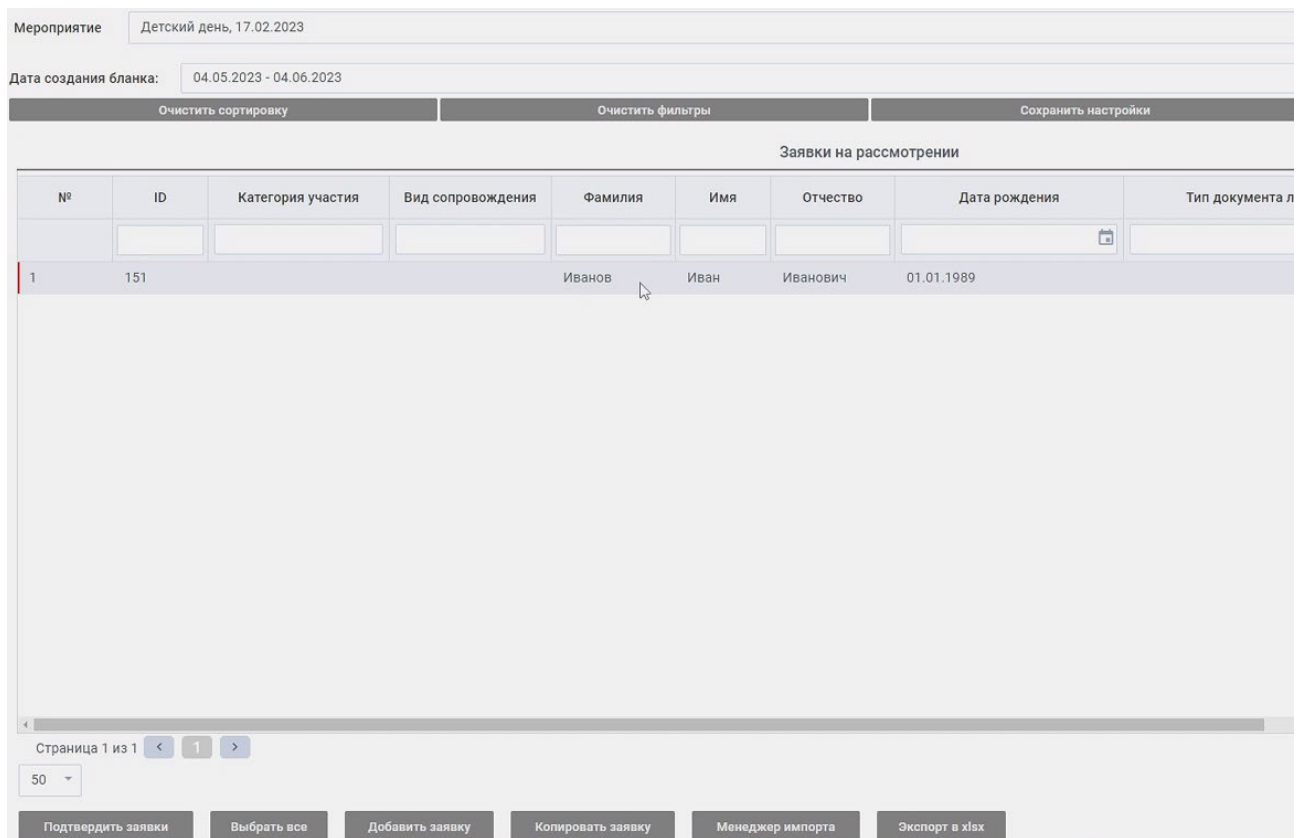 Мероприятие Детский день, 17.02.2023
Дата создания бланка: 04.05.2023 - 04.06.2023
Очистить сортировку Очистить фильтры Сохранить настройки
Заявки на рассмотрении
№ ID Категория участия Вид сопровождения Фамилия Имя Отчество Дата рождения Тип документа л
1 151 Иванов Иван Иванович 01.01.1989
Страница 1 из 1 < 1 >
50
Подтвердить заявки Выбрать все Добавить заявку Копировать заявку Менеджер импорта Экспорт в xlsx